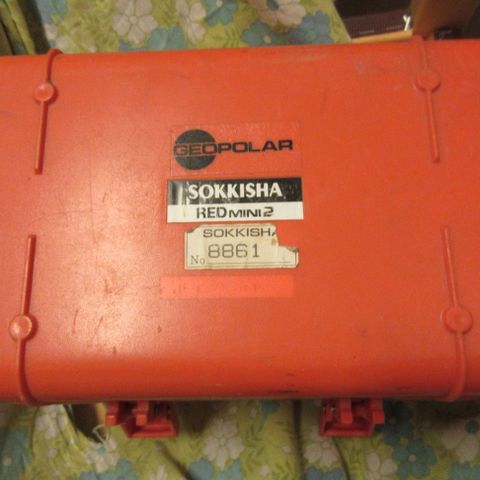 GEOPOLAR
SOKKISHA
RED MINI 2
SOKKISHA
No 8861